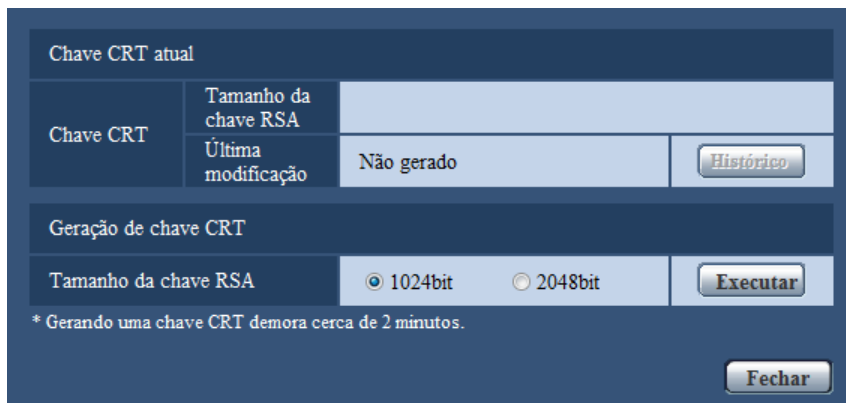 Chave CRT atual
Chave CRT
Tamanho da
chave RSA
Última
modificação
Não gerado
Histórico
Geração de chave CRT
Tamanho da chave RSA
1024bit
2048bit
Executar
* Gerando uma chave CRT demora cerca de 2 minutos.
Fechar